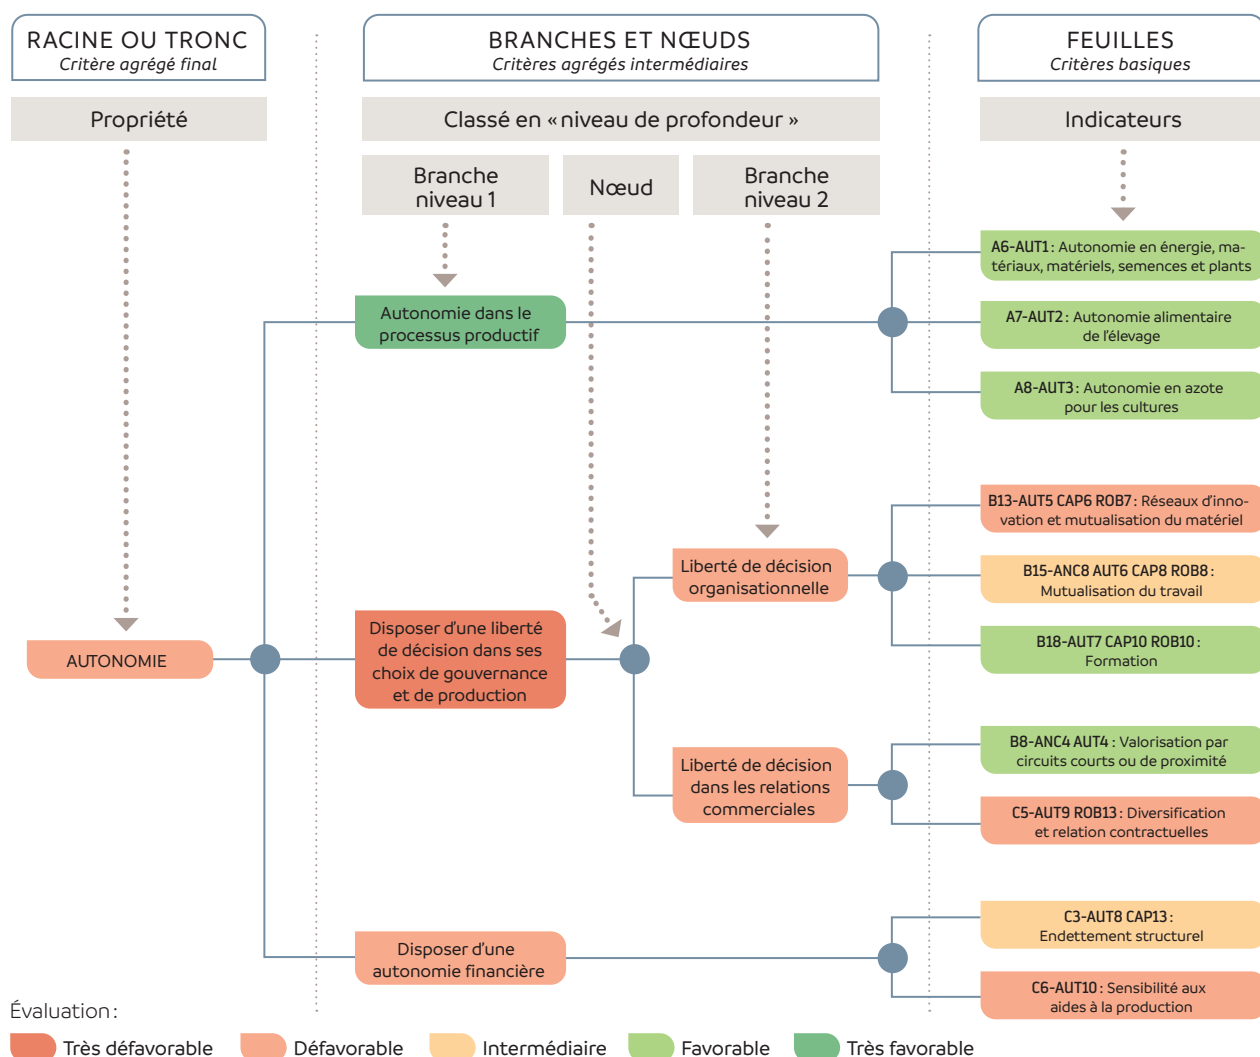 RACINE OU TRONC
Critère agrégé final
BRANCHES ET NŒUDS
Critères agrégés intermédiaires
FEUILLES
Critères basiques
Propriété
Classé en « niveau de profondeur »
Indicateurs
Branche
niveau 1
Nœud
Branche
niveau 2
A6-AUT1 : Autonomie en énergie, ma-
tériaux, matériels, semences et plants
Autonomie dans le
processus productif
A7-AUT2 : Autonomie alimentaire
de l'élevage
A8-AUT3 : Autonomie en azote
pour les cultures
B13-AUT5 CAP6 ROB7 : Réseaux d'inno-
vation et mutualisation du matériel
Liberté de décision
organisationnelle
B15-ANC8 AUT6 CAP8 ROB8 :
Mutualisation du travail
B18-AUT7 CAP10 ROB10 :
Formation
AUTONOMIE
Disposer d'une liberté
de décision dans ses
choix de gouvernance
et de production
B8-ANC4 AUT4 : Valorisation par
circuits courts ou de proximité
Liberté de décision
dans les relations
commerciales
C5-AUT9 ROB13 : Diversification
et relation contractuelles
C3-AUT8 CAP13 :
Endettement structurel
Disposer d'une
autonomie financière
C6-AUT10 : Sensibilité aux
aides à la production
Évaluation :
Très défavorable
Défavorable
Intermédiaire
Favorable
Très favorable